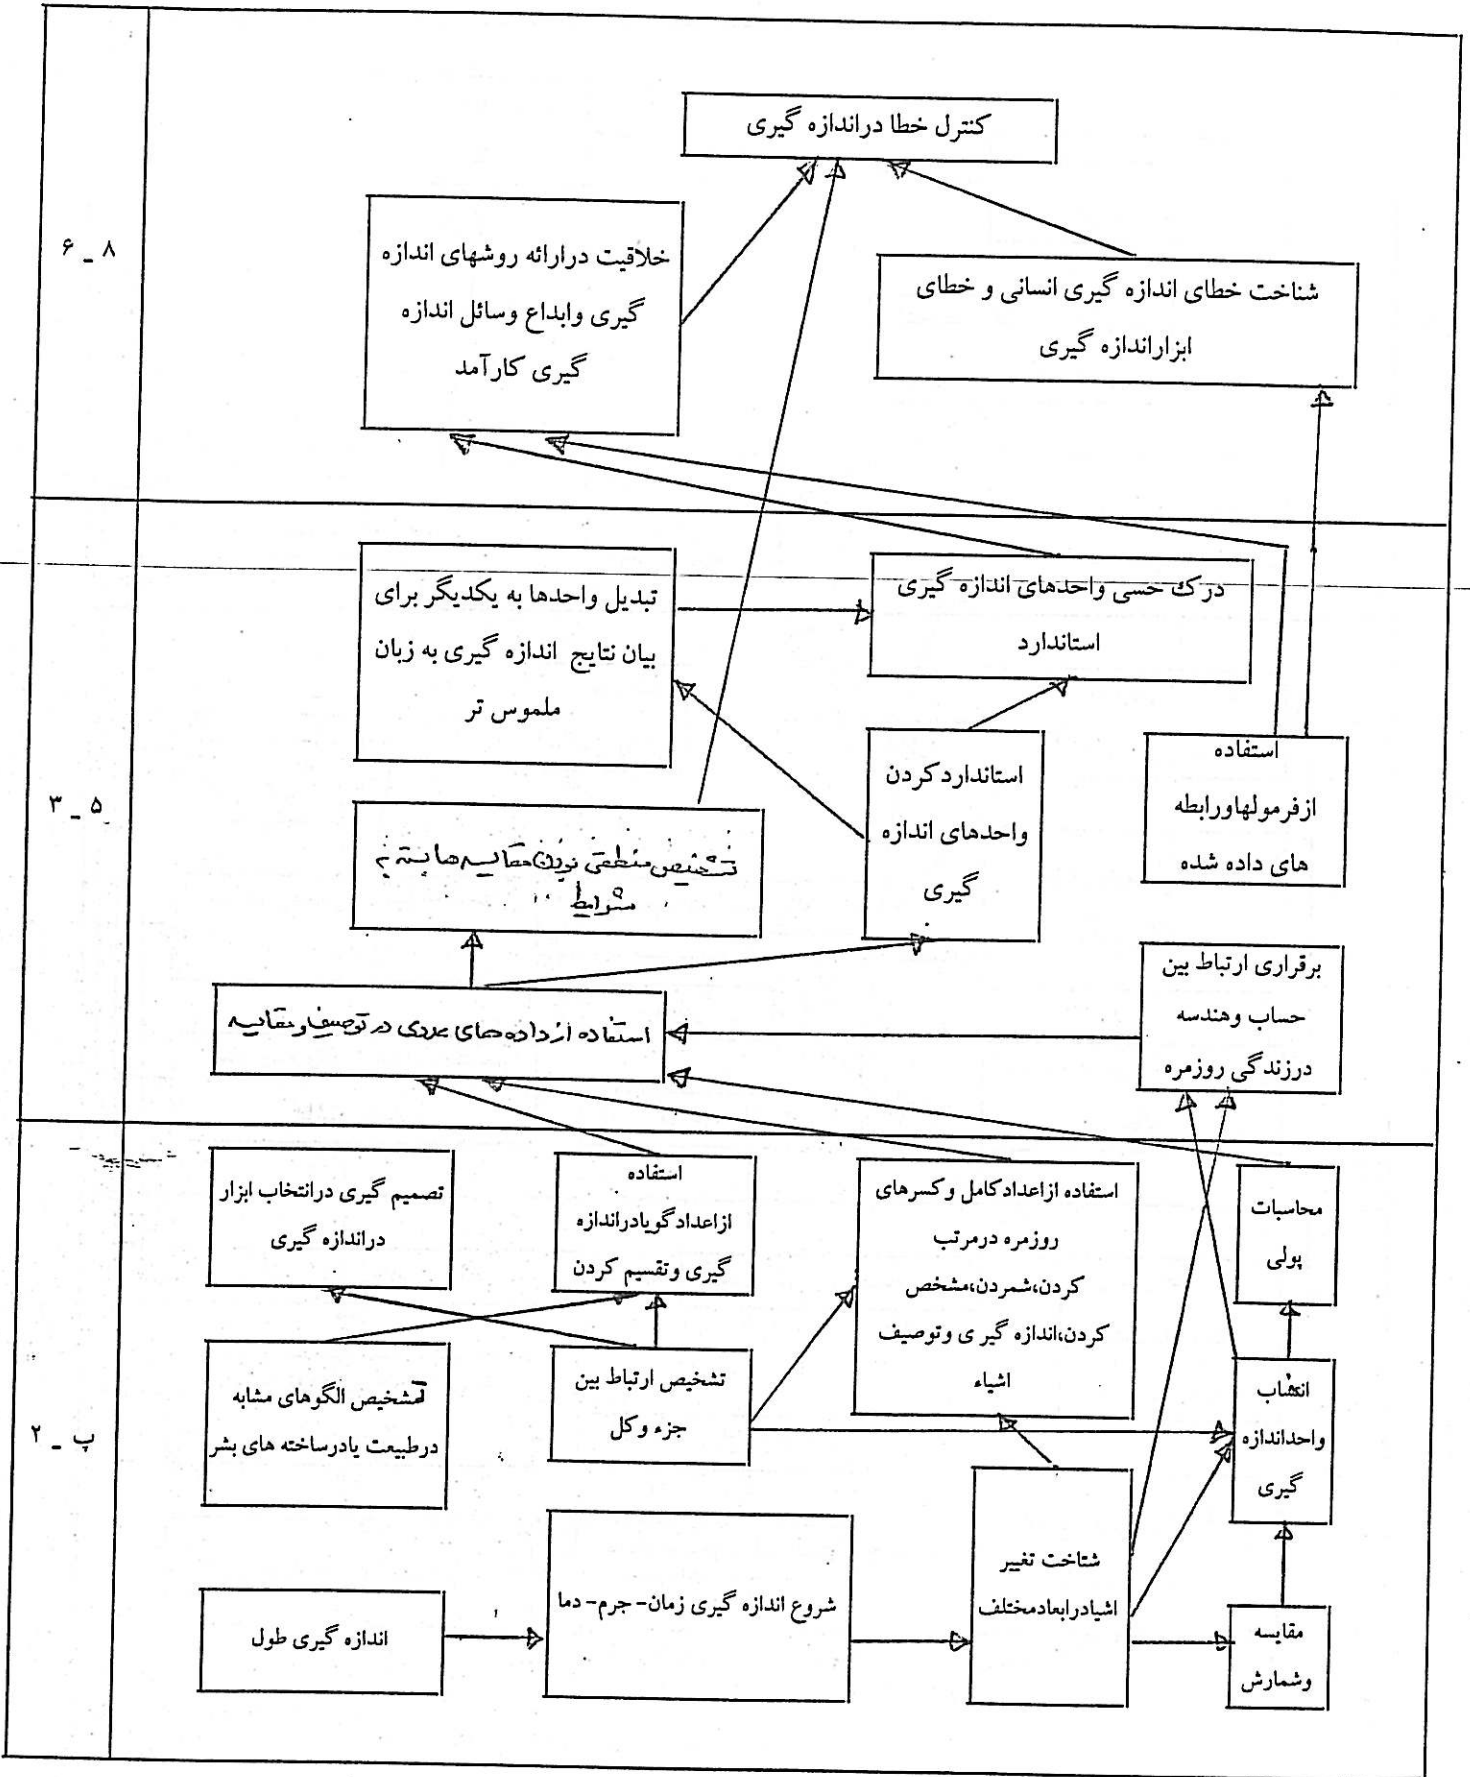 کنترل خطا دراندازه گیری
۶ _ ۸
خلاقیت درارائه روشهای اندازه
گیری وابداع وسائل اندازه
گیری کارآمد
شناخت خطای اندازه گیری انسانی و خطای
ابزاراندازه گیری
۳ _ ۵
درک حسی واحدهای اندازه گیری
استاندارد
تبدیل واحدها به یکدیگر برای
بیان نتایج اندازه گیری به زبان
ملموس تر
استفاده
ازفرمولهاورابطه
های داده شده
استانداردکردن
واحدهای اندازه
گیری
تشخیص منطقی بودن مقایسه ها بسته به
شرایط
برقراری ارتباط بین
حساب وهندسه
درزندگی روزمره
استفاده از داده های عددی در توصیف و مقایسه
پ _ ۲
محاسبات
پولی
استفاده ازاعدادکامل وکسرهای
روزمره درمرتب
کردن،شمردن،مشخص
کردن،اندازه گیر ی وتوصیف
اشیاء
استفاده
ازاعدادگویادراندازه
گیری وتقسیم کردن
تصمیم گیری درانتخاب ابزار
دراندازه گیری
انتخاب
واحداندازه
گیری
تشخیص ارتباط بین
جزء وکل
تشخیص الگوهای مشابه
درطبیعت یادرساخته های بشر
شتاخت تغییر
اشیادرابعادمختلف
مقایسه
وشمارش
شروع اندازه گیری زمان- جرم- دما
اندازه گیری طول